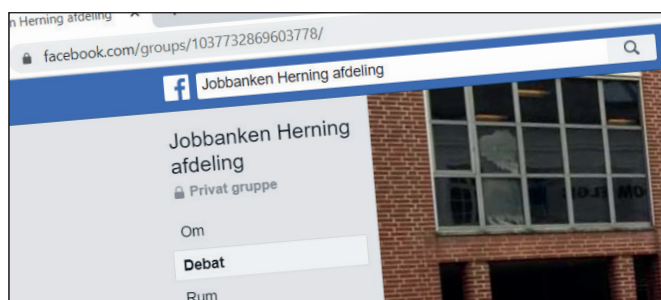 n Herning afdeling
facebook.com/groups/1037732869603778/
f Jobbanken Herning afdeling
Jobbanken Herning
afdeling
Privat gruppe
Om
Debat
Rum